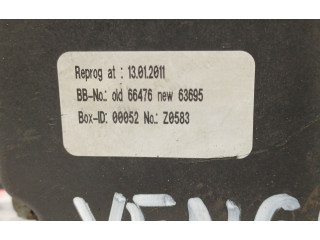 Reprog at : 13.01.2011
BB-No.: old 66476 new 63695
Box-ID: 00052 No.: Z0583